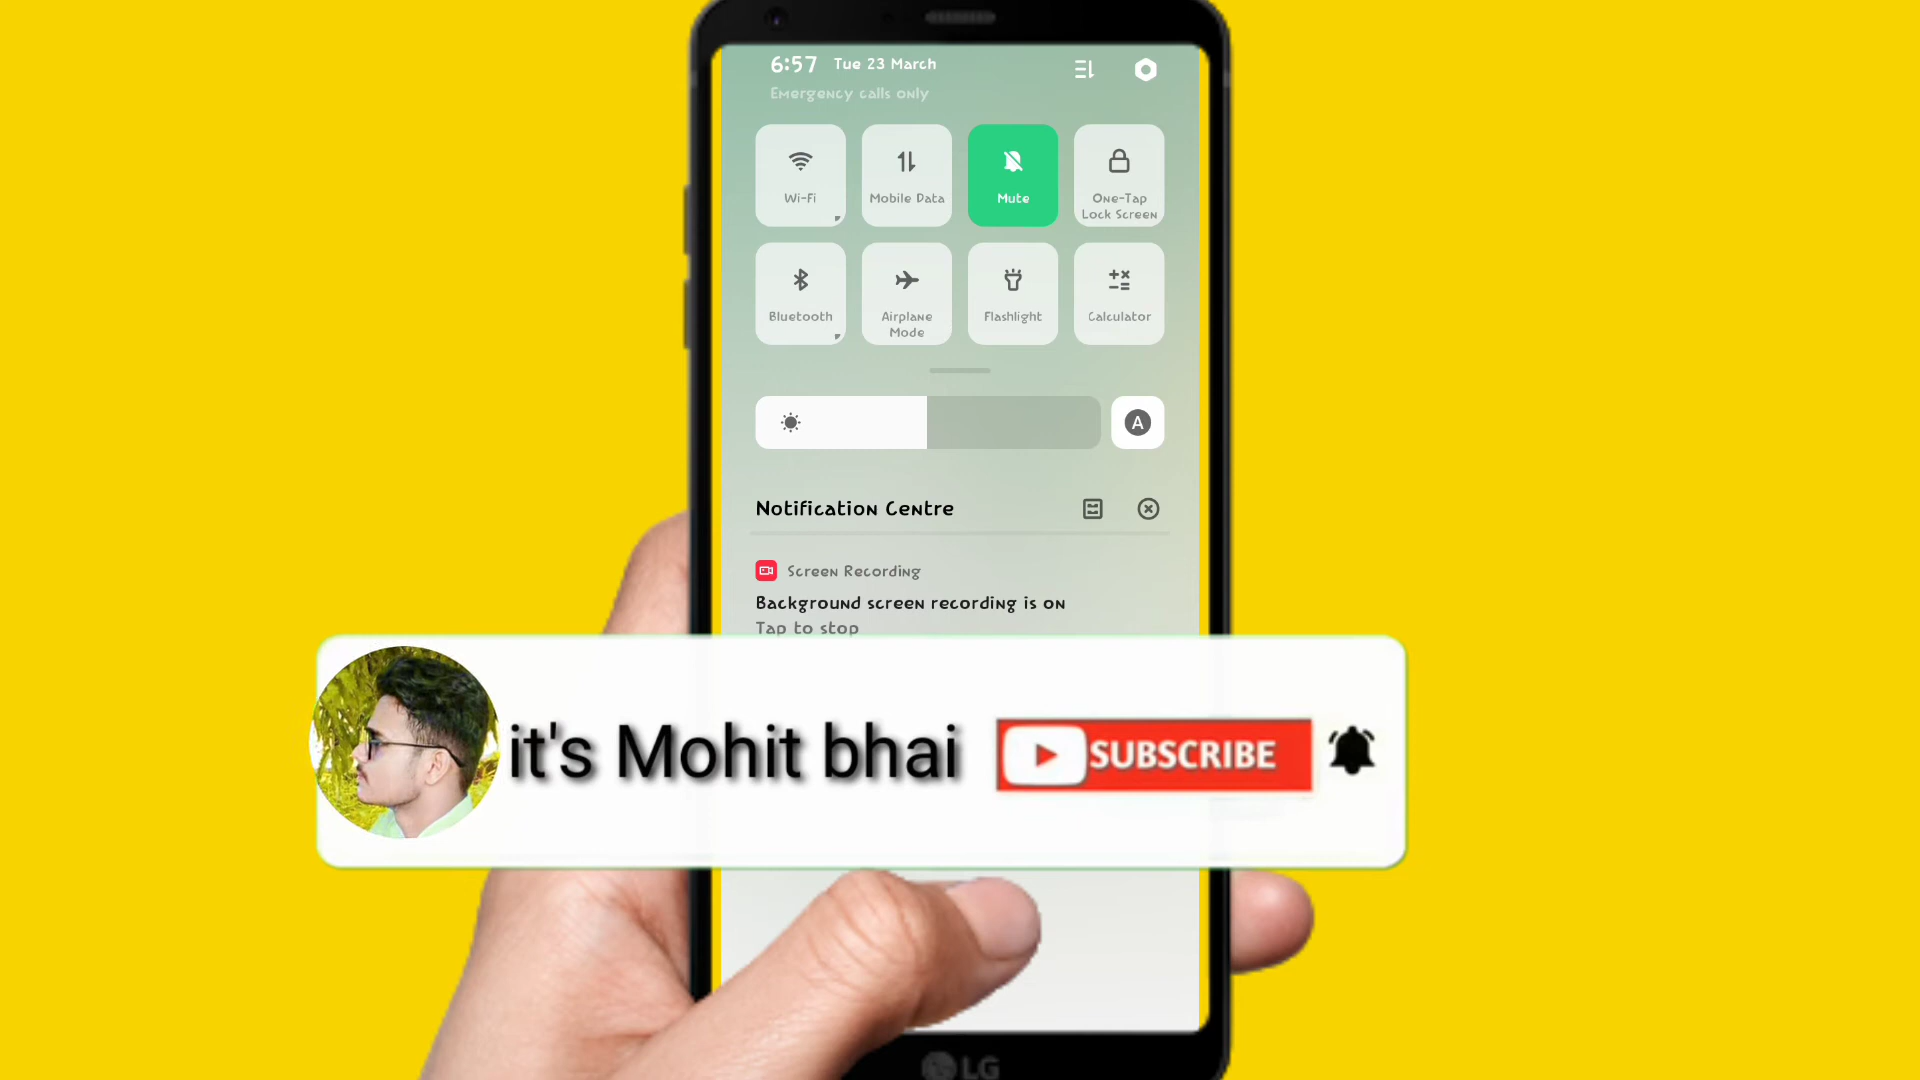 6:57 Tue 23 March
Emergency calls only
Wi-Fi
Mobile Data
Mute
One-Tap
Lock Screen
Bluetooth
Airplane
Mode
Flashlight
Calculator
A
Notification Centre
Screen Recording
Background screen recording is on
Tap to stop
it's Mohit bhai
SUBSCRIBE
LG